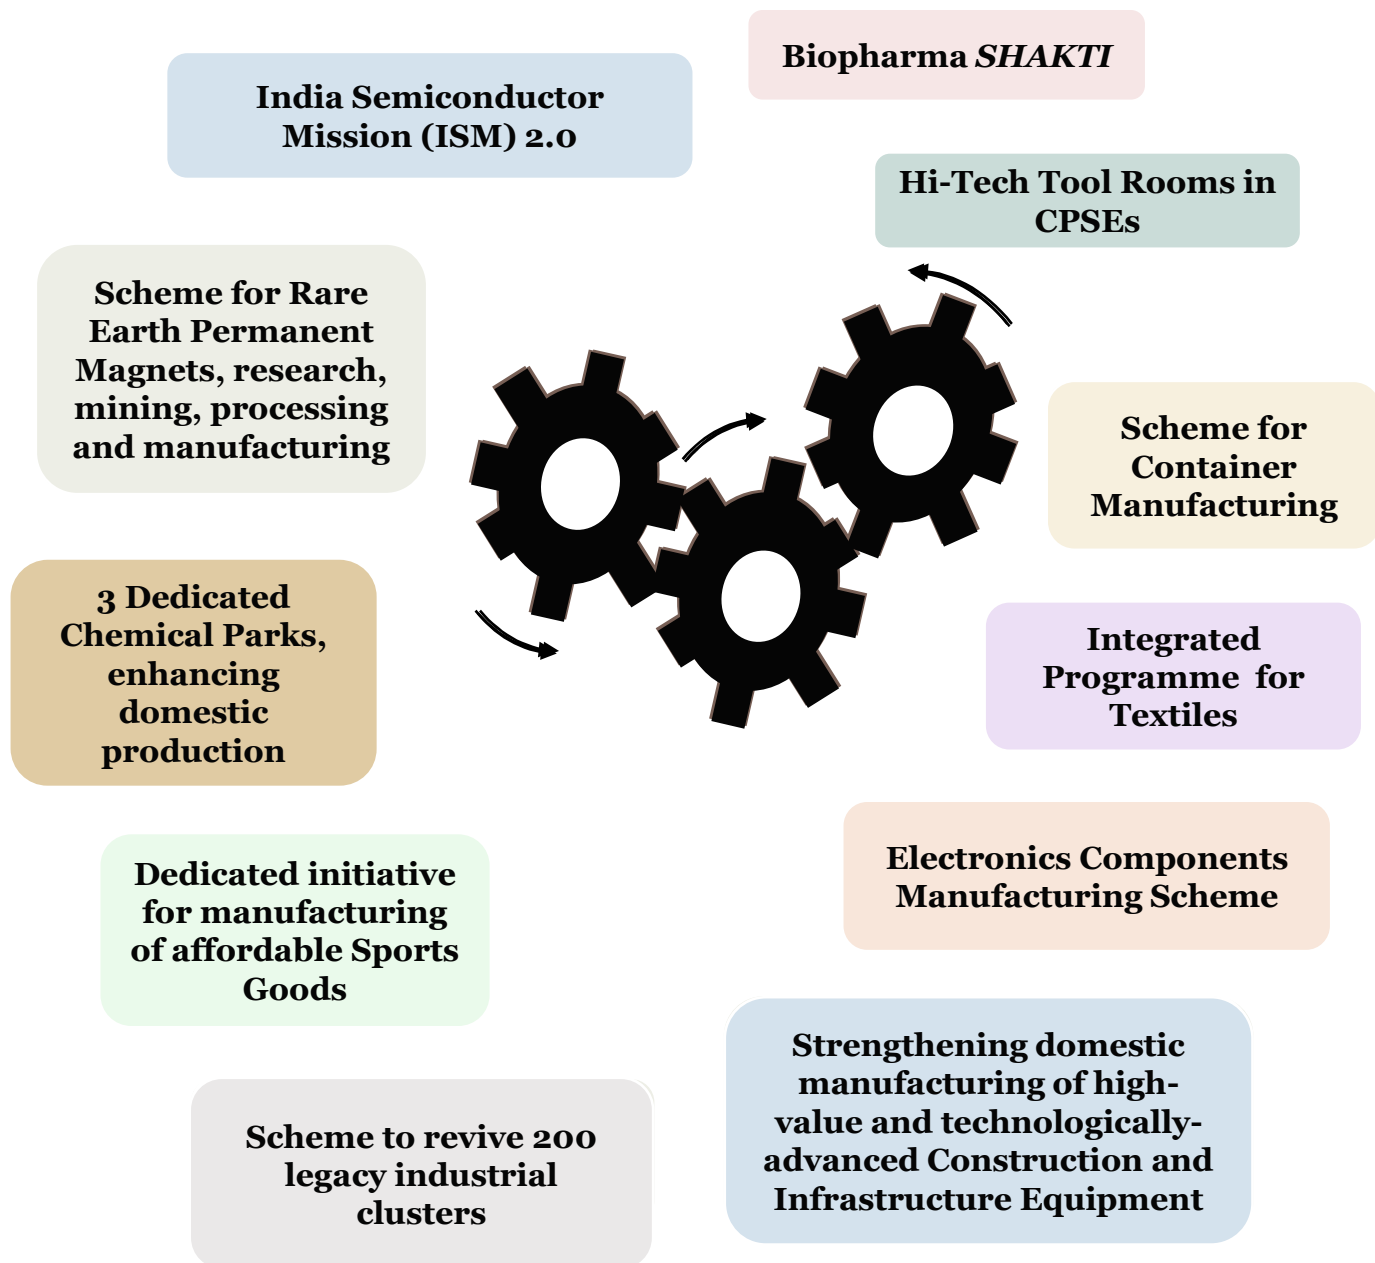 Biopharma SHAKTI
India Semiconductor
Mission (ISM) 2.0
Hi-Tech Tool Rooms in
CPSEs
Scheme for Rare
Earth Permanent
Magnets, research,
mining, processing
and manufacturing
Scheme for
Container
Manufacturing
3 Dedicated
Chemical Parks,
enhancing
domestic
production
Integrated
Programme for
Textiles
Dedicated initiative
for manufacturing
of affordable Sports
Goods
Electronics Components
Manufacturing Scheme
Strengthening domestic
manufacturing of high-
value and technologically-
advanced Construction and
Infrastructure Equipment
Scheme to revive 200
legacy industrial
clusters